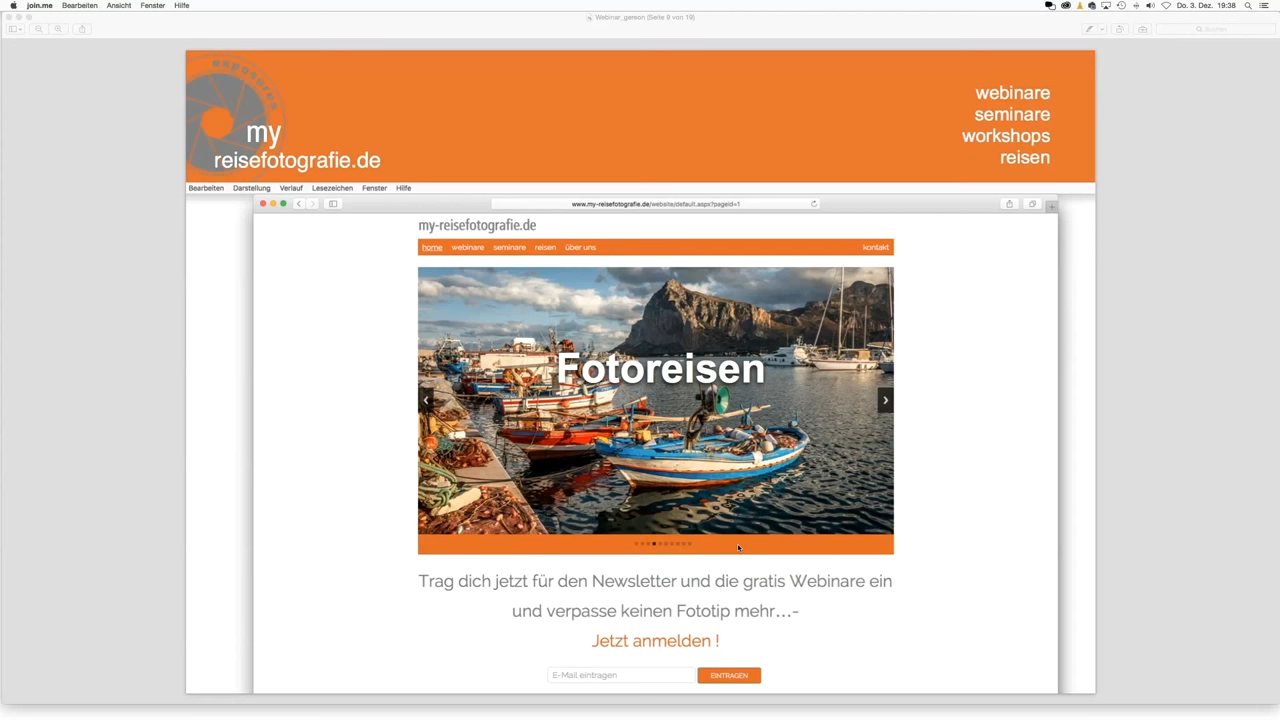 join.me Bearbeiten Ansicht Fenster Hilfe Do. 3. Dez. 19:38
Webinar_gereon (Seile 9 von 19)
Suchen
exposures
my
reisefotografie.de
webinare
seminare
workshops
reisen
Bearbeiten Darstellung Verlauf Lesezeichen Fenster Hilfe
www.my-reisefotografie.de/website/default.aspx?pageid=1
my-reisefotografie.de
home webinare seminare reisen über uns kontakt
Fotoreisen
Trag dich jetzt für den Newsletter und die gratis Webinare ein
und verpasse keinen Fototip mehr...-
Jetzt anmelden !
E-Mail eintragen EINTRAGEN